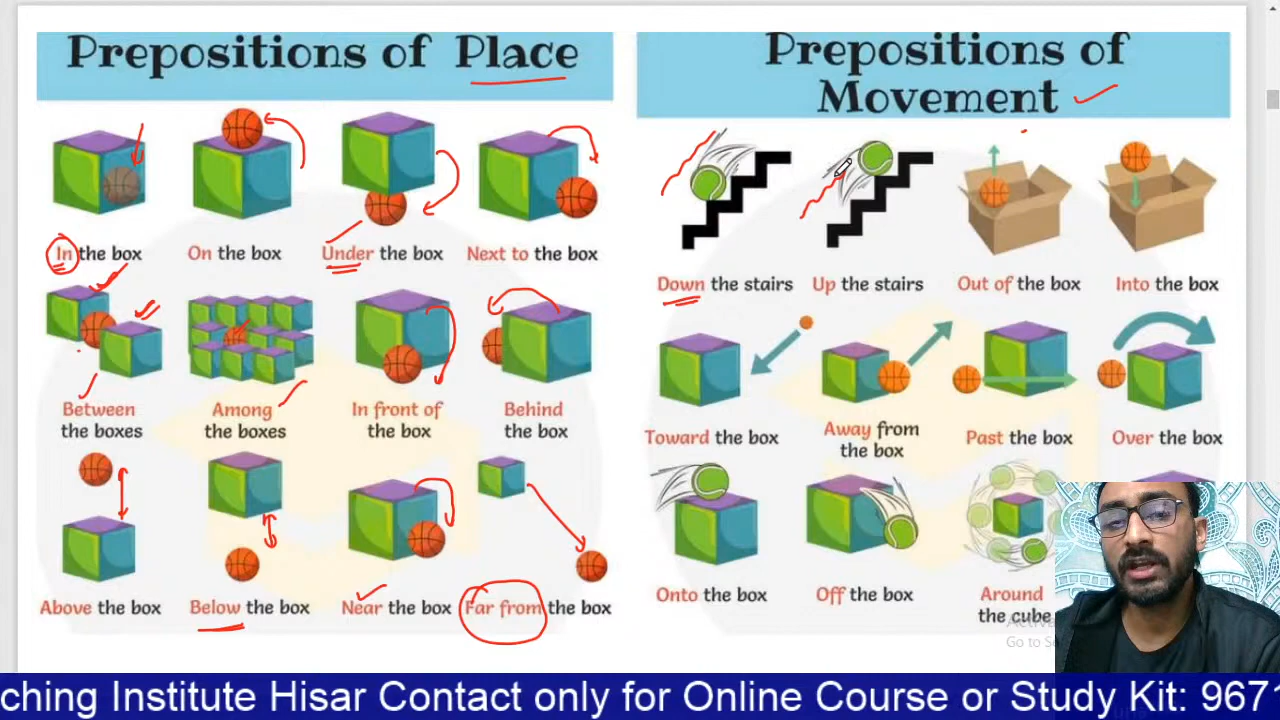 Prepositions of Place
In the box
On the box
Under the box
Next to the box
Between
the boxes
Among
the boxes
In front of
the box
Behind
the box
Above the box
Below the box
Near the box
Far from the box
Prepositions of
Movement
Down the stairs
Up the stairs
Out of the box
Into the box
Toward the box
Away from
the box
Past the box
Over the box
Onto the box
Off the box
Around
the cube
Go to
ching Institute Hisar Contact only for Online Course or Study Kit: 967